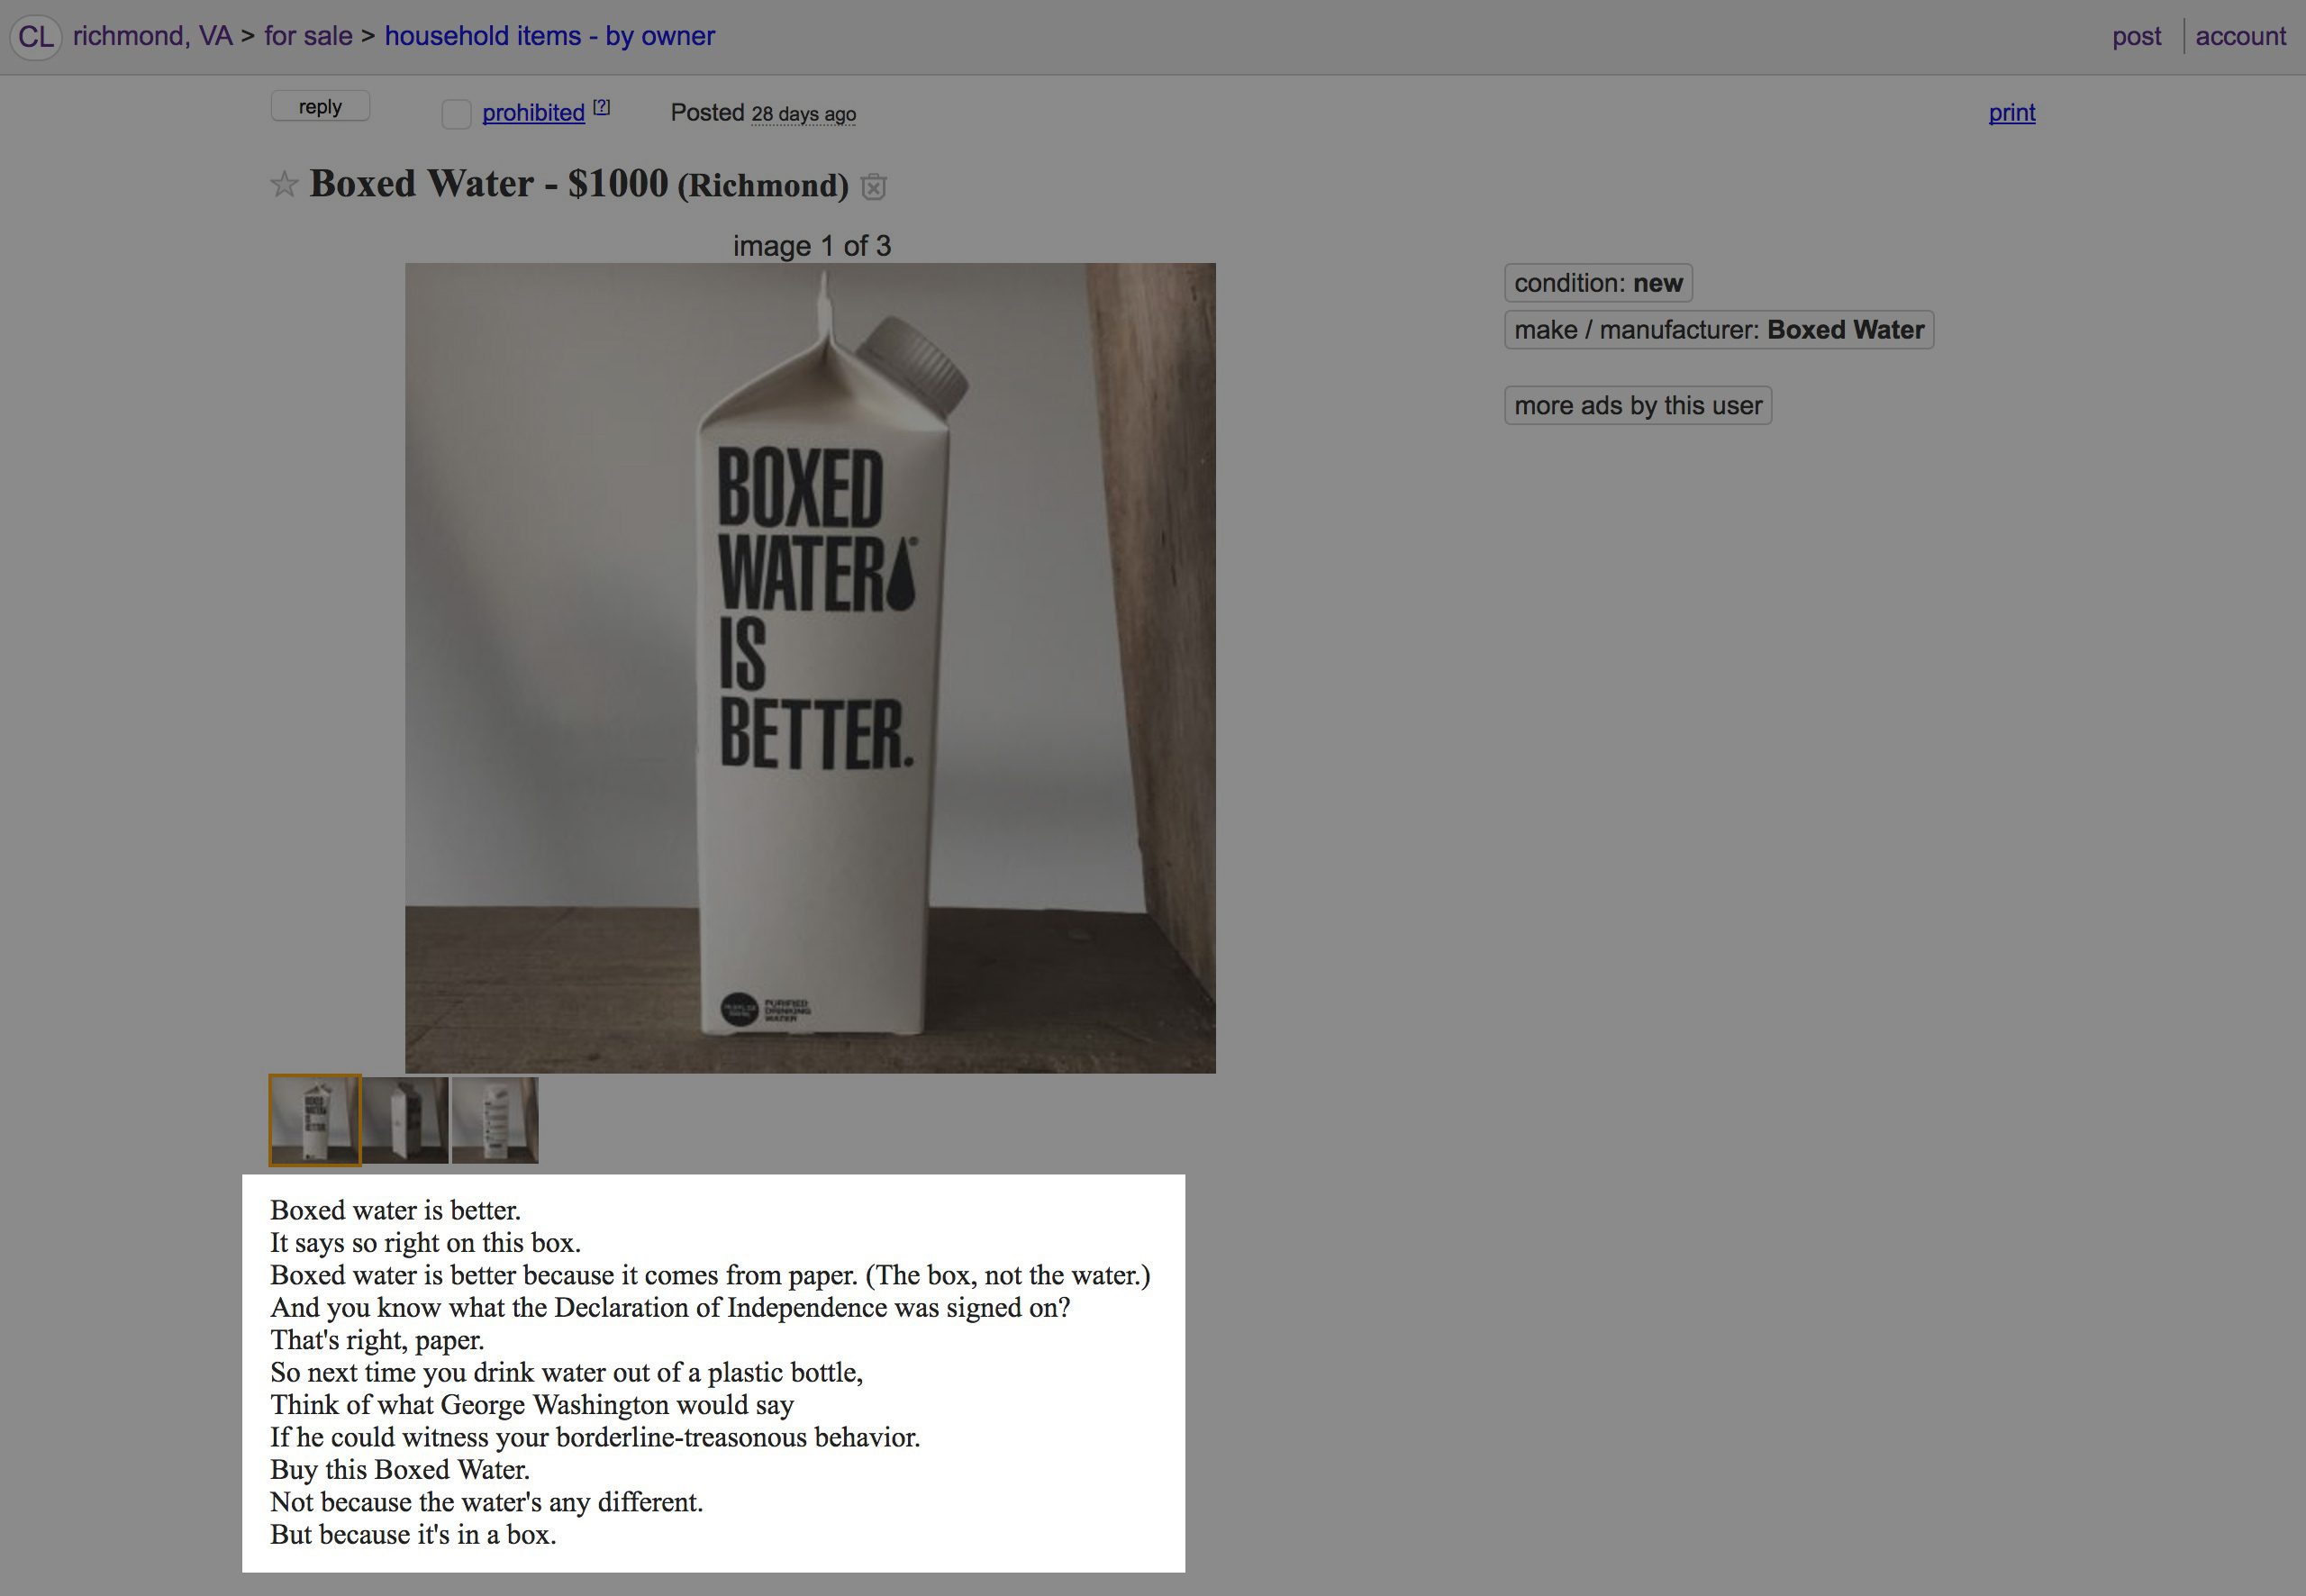 CL richmond, VA > for sale > household items - by owner post account
reply prohibited [?] Posted 28 days ago print
Boxed Water - $1000 (Richmond)
image 1 of 3
condition: new
make / manufacturer: Boxed Water
more ads by this user
BOXED
WATER
IS
BETTER.
PURIFIED
DRINKING
WATER
Boxed water is better.
It says so right on this box.
Boxed water is better because it comes from paper. (The box, not the water.)
And you know what the Declaration of Independence was signed on?
That's right, paper.
So next time you drink water out of a plastic bottle,
Think of what George Washington would say
If he could witness your borderline-treasonous behavior.
Buy this Boxed Water.
Not because the water's any different.
But because it's in a box.